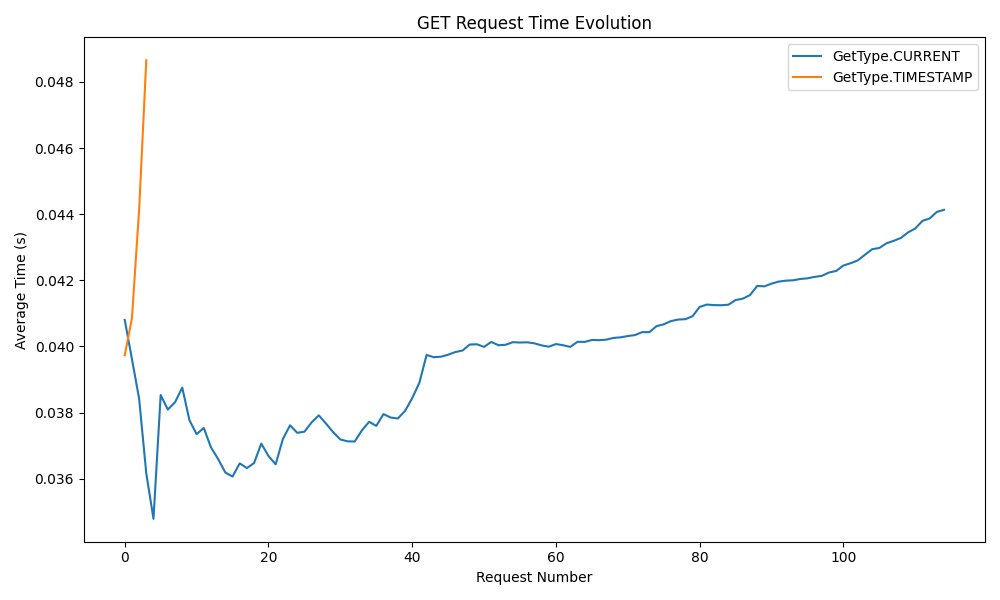 GET Request Time Evolution
GetType.CURRENT
GetType.TIMESTAMP
Average Time (s)
0.048
0.046
0.044
0.042
0.040
0.038
0.036
0 20 40 60 80 100
Request Number